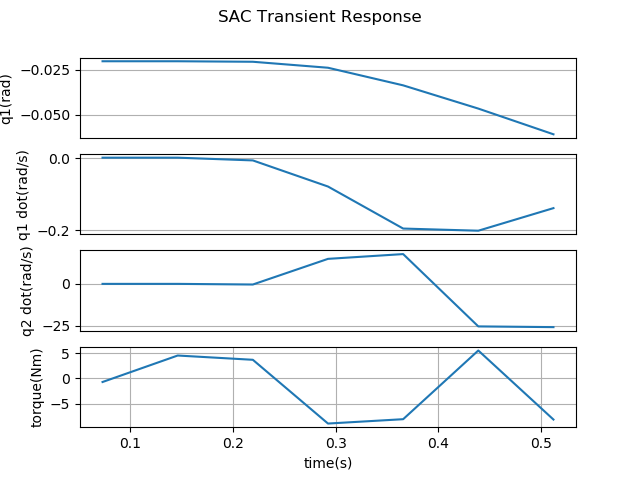 SAC Transient Response
−0.025
−0.050
q1(rad)
0.0
−0.2
q1 dot(rad/s)
0
−25
q2 dot(rad/s)
5
0
−5
torque(Nm)
0.1 0.2 0.3 0.4 0.5
time(s)